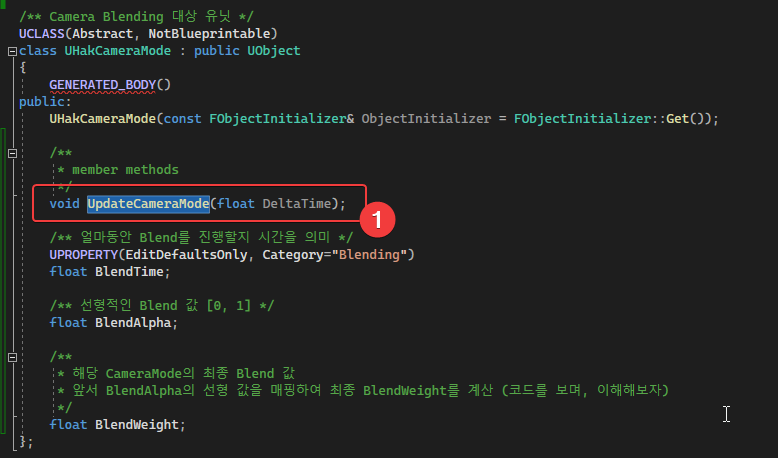 /** Camera Blending 대상 유닛 */
UCLASS(Abstract, NotBlueprintable)
class UHakCameraMode : public UObject
{
GENERATED_BODY()
public:
UHakCameraMode(const FObjectInitializer& ObjectInitializer = FObjectInitializer::Get());
/**
* member methods
*/
void UpdateCameraMode(float DeltaTime);
1
/** 얼마동안 Blend를 진행할지 시간을 의미 */
UPROPERTY(EditDefaultsOnly, Category="Blending")
float BlendTime;
/** 선형적인 Blend 값 [0, 1] */
float BlendAlpha;
/**
* 해당 CameraMode의 최종 Blend 값
* 앞서 BlendAlpha의 선형 값을 매핑하여 최종 BlendWeight를 계산 (코드를 보며, 이해해보자)
*/
float BlendWeight;
};